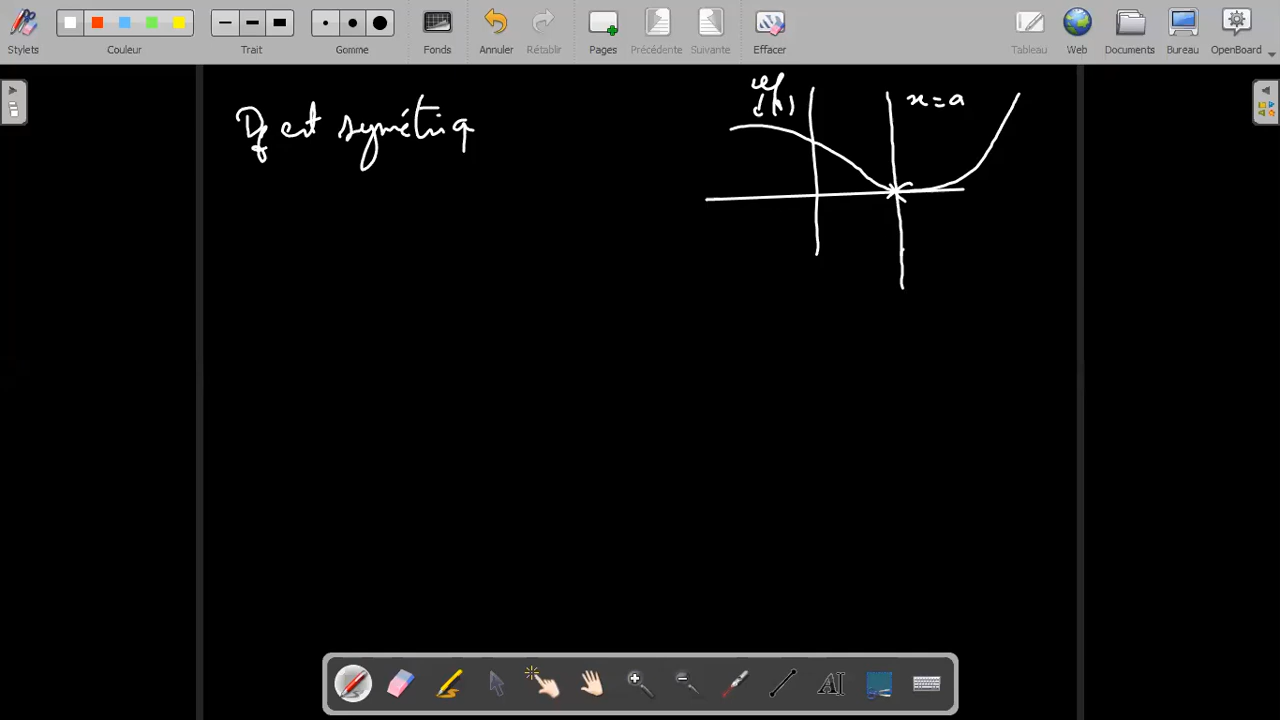 Stylets Couleur Trait Gomme Fonds Annuler Rétablir Pages Précédente Suivante Effacer Tableau Web Documents Bureau OpenBoard
Df est symétriq
x=a
AI